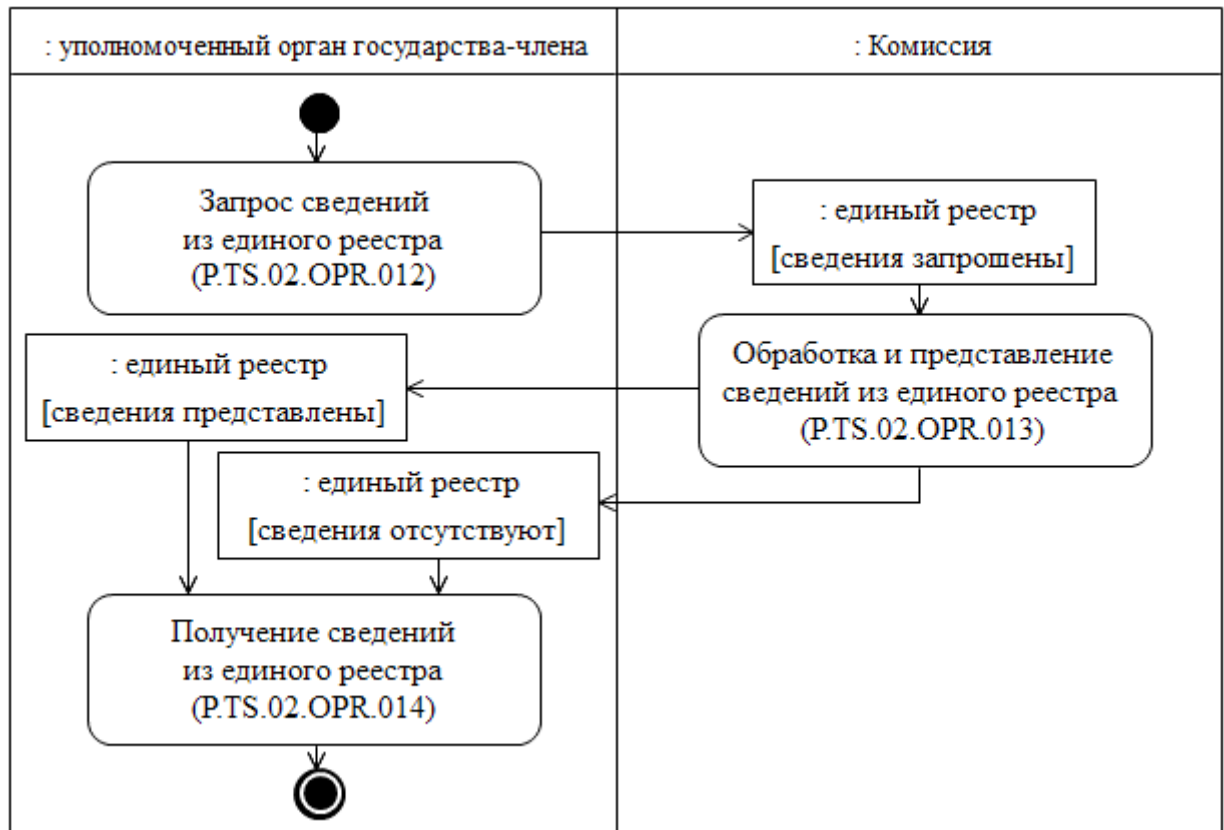 : уполномоченный орган государства-члена
: Комиссия
Запрос сведений
из единого реестра
(P.TS.02.OPR.012)
: единый реестр
[сведения запрошены]
: единый реестр
[сведения представлены]
Обработка и представление
сведений из единого реестра
(P.TS.02.OPR.013)
: единый реестр
[сведения отсутствуют]
Получение сведений
из единого реестра
(P.TS.02.OPR.014)